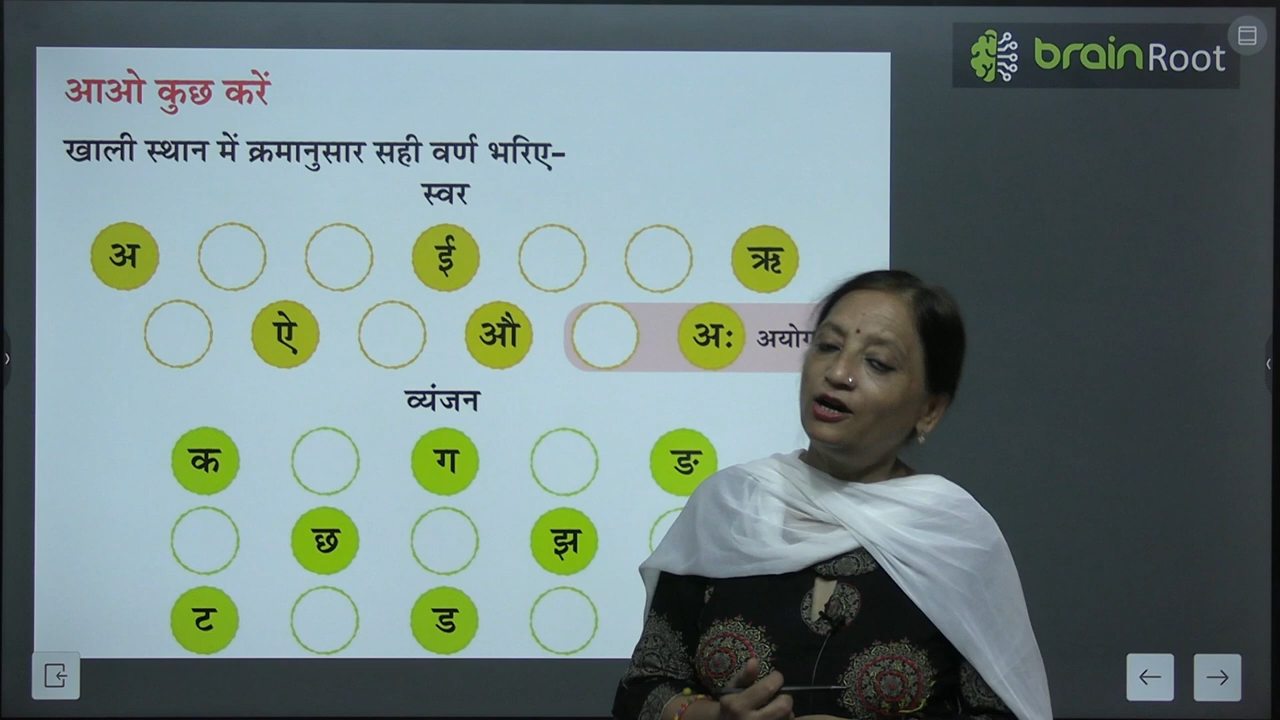 brainRoot
आओ कुछ करें
खाली स्थान में क्रमानुसार सही वर्ण भरिए-
स्वर
अ ई ऋ
ऐ औ अः
व्यंजन
क ग ङ
छ झ
ट ड